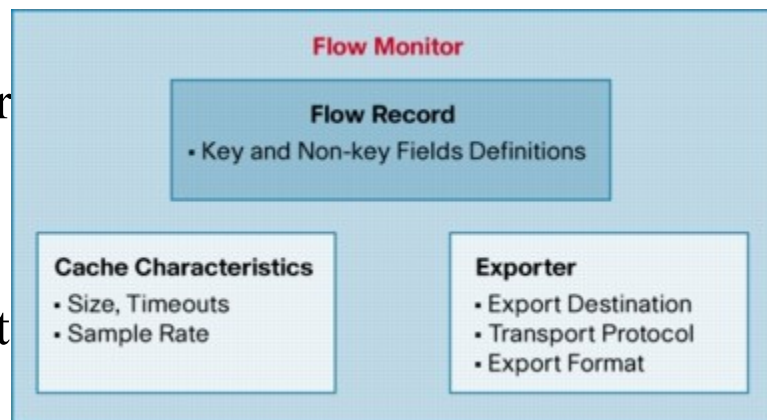 Flow Monitor
r
Flow Record
▪ Key and Non-key Fields Definitions
Cache Characteristics
▪ Size, Timeouts
▪ Sample Rate
t
Exporter
▪ Export Destination
▪ Transport Protocol
▪ Export Format